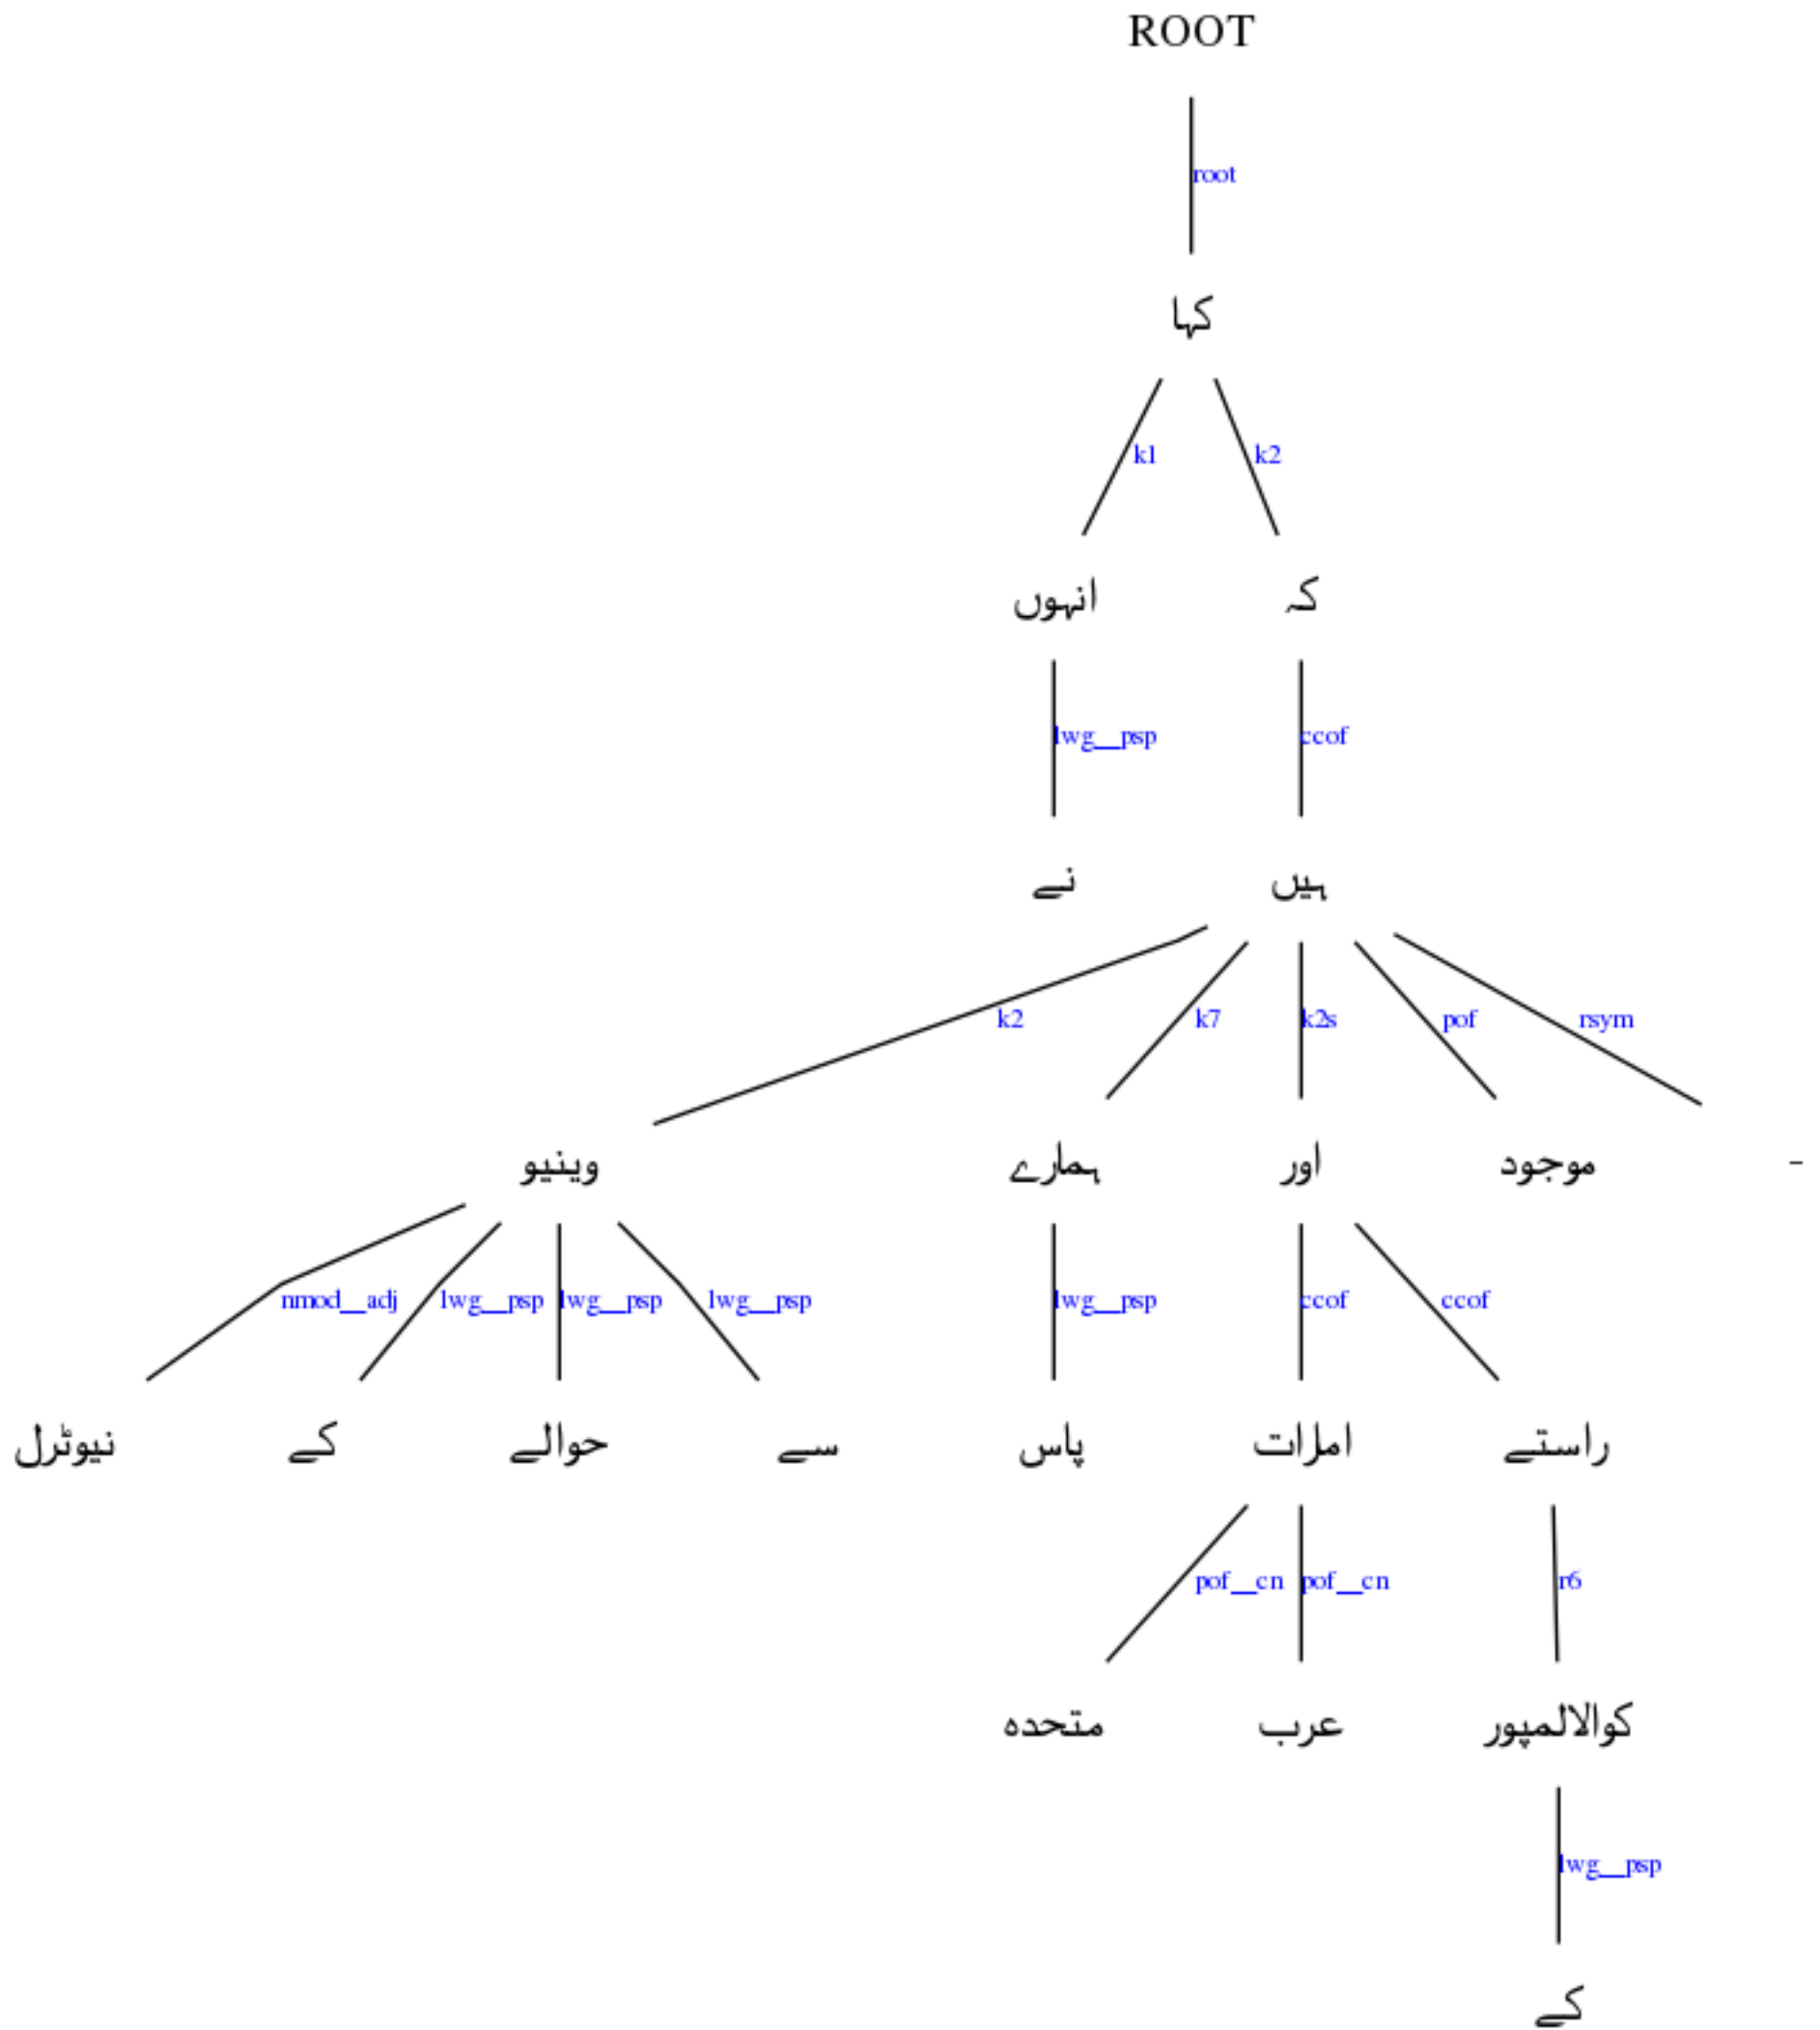 ROOT
root
کہا
k1 k2
انہوں کہ
lwg__psp ccof
نے ہیں
k2 k7 k2s pof rsym
وینیو ہمارے اور موجود -
nmod__adj lwg__psp lwg__psp lwg__psp lwg__psp ccof ccof
نیوٹرل کے حوالے سے پاس امارات راستے
pof__cn pof__cn r6
متحدہ عرب کوالالمپور
lwg__psp
کے